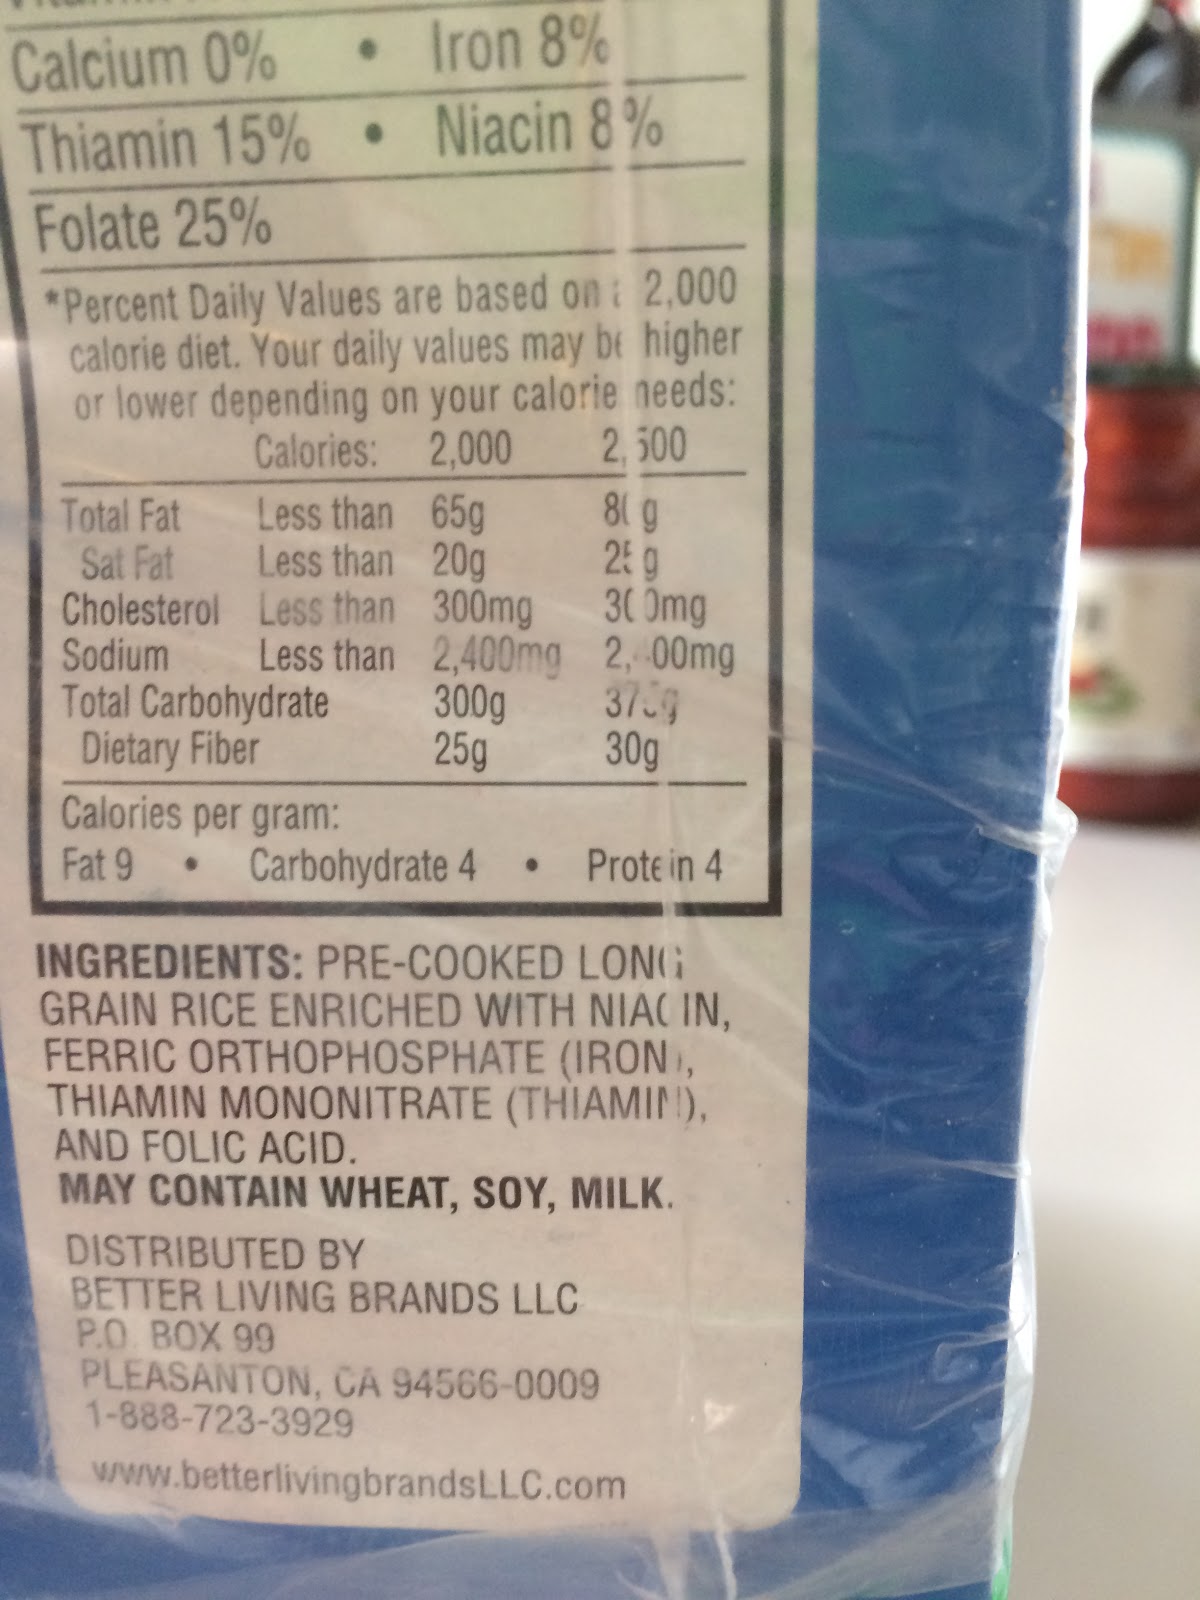 Calcium 0% • Iron 8%
Thiamin 15% • Niacin 8%
Folate 25%
*Percent Daily Values are based on a 2,000
calorie diet. Your daily values may be higher
or lower depending on your calorie needs:
Calories: 2,000 2,500
Total Fat Less than 65g 80g
Sat Fat Less than 20g 25g
Cholesterol Less than 300mg 300mg
Sodium Less than 2,400mg 2,400mg
Total Carbohydrate 300g 375g
Dietary Fiber 25g 30g
Calories per gram:
Fat 9 • Carbohydrate 4 • Protein 4
INGREDIENTS: PRE-COOKED LONG
GRAIN RICE ENRICHED WITH NIACIN,
FERRIC ORTHOPHOSPHATE (IRON),
THIAMIN MONONITRATE (THIAMIN),
AND FOLIC ACID.
MAY CONTAIN WHEAT, SOY, MILK.
DISTRIBUTED BY
BETTER LIVING BRANDS LLC
P.O. BOX 99
PLEASANTON, CA 94566-0009
1-888-723-3929
www.betterlivingbrandsLLC.com